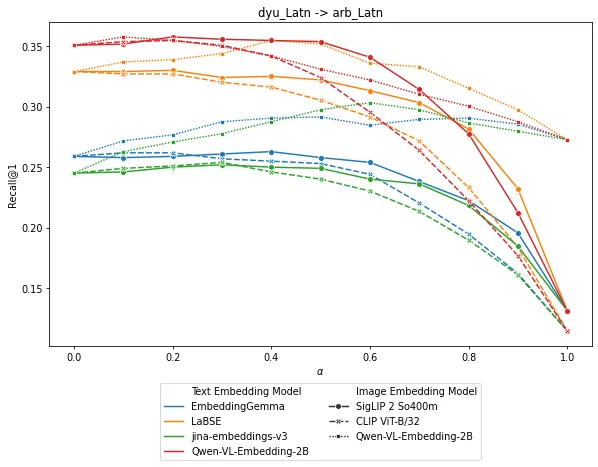 dyu_Latn -> arb_Latn
0.35
0.30
0.25
0.20
0.15
Recall@1
0.0 0.2 0.4 0.6 0.8 1.0
α
Text Embedding Model
EmbeddingGemma
LaBSE
jina-embeddings-v3
Qwen-VL-Embedding-2B
Image Embedding Model
SigLIP 2 So400m
CLIP ViT-B/32
Qwen-VL-Embedding-2B